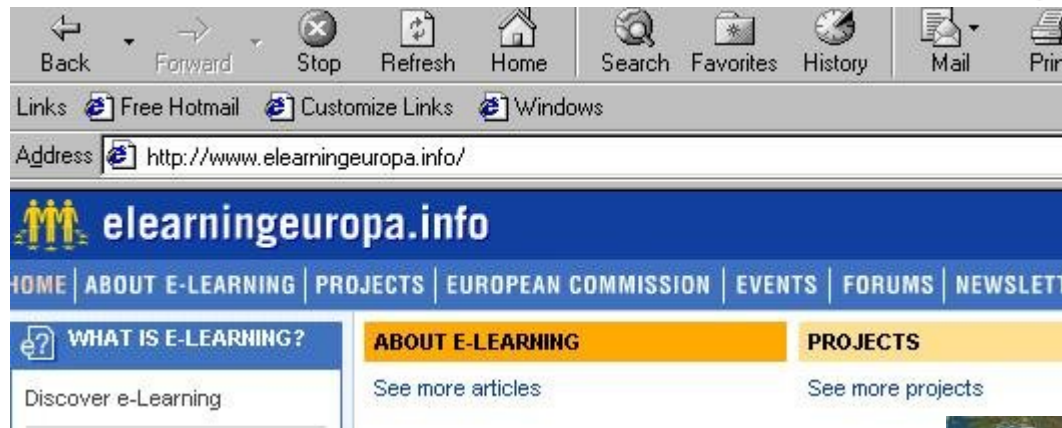 Back Forward Stop Refresh Home Search Favorites History Mail
Links Free Hotmail Customize Links Windows
Address http://www.elearningeuropa.info/
elearningeuropa.info
HOME ABOUT E-LEARNING PROJECTS EUROPEAN COMMISSION EVENTS FORUMS
WHAT IS E-LEARNING? ABOUT E-LEARNING PROJECTS
Discover e-Learning See more articles See more projects